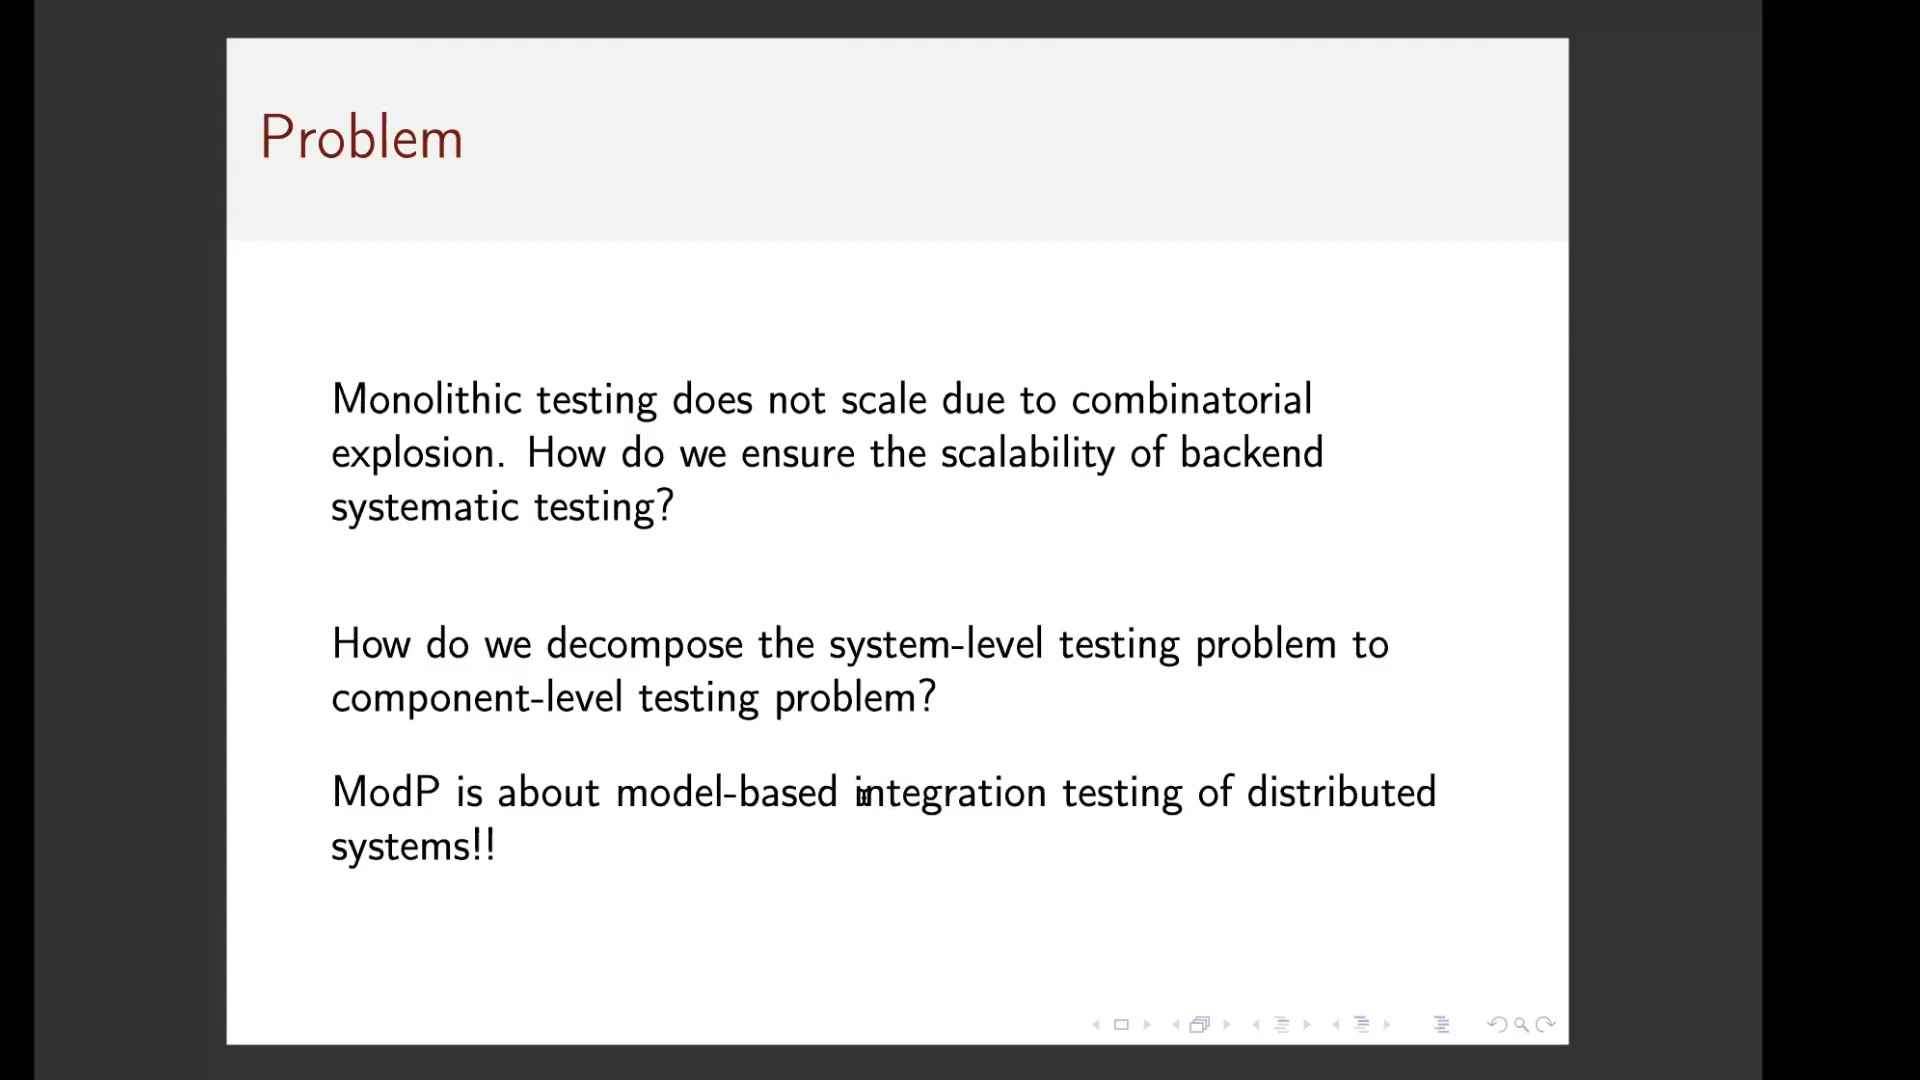 Problem
Monolithic testing does not scale due to combinatorial
explosion. How do we ensure the scalability of backend
systematic testing?
How do we decompose the system-level testing problem to
component-level testing problem?
ModP is about model-based integration testing of distributed
systems!!